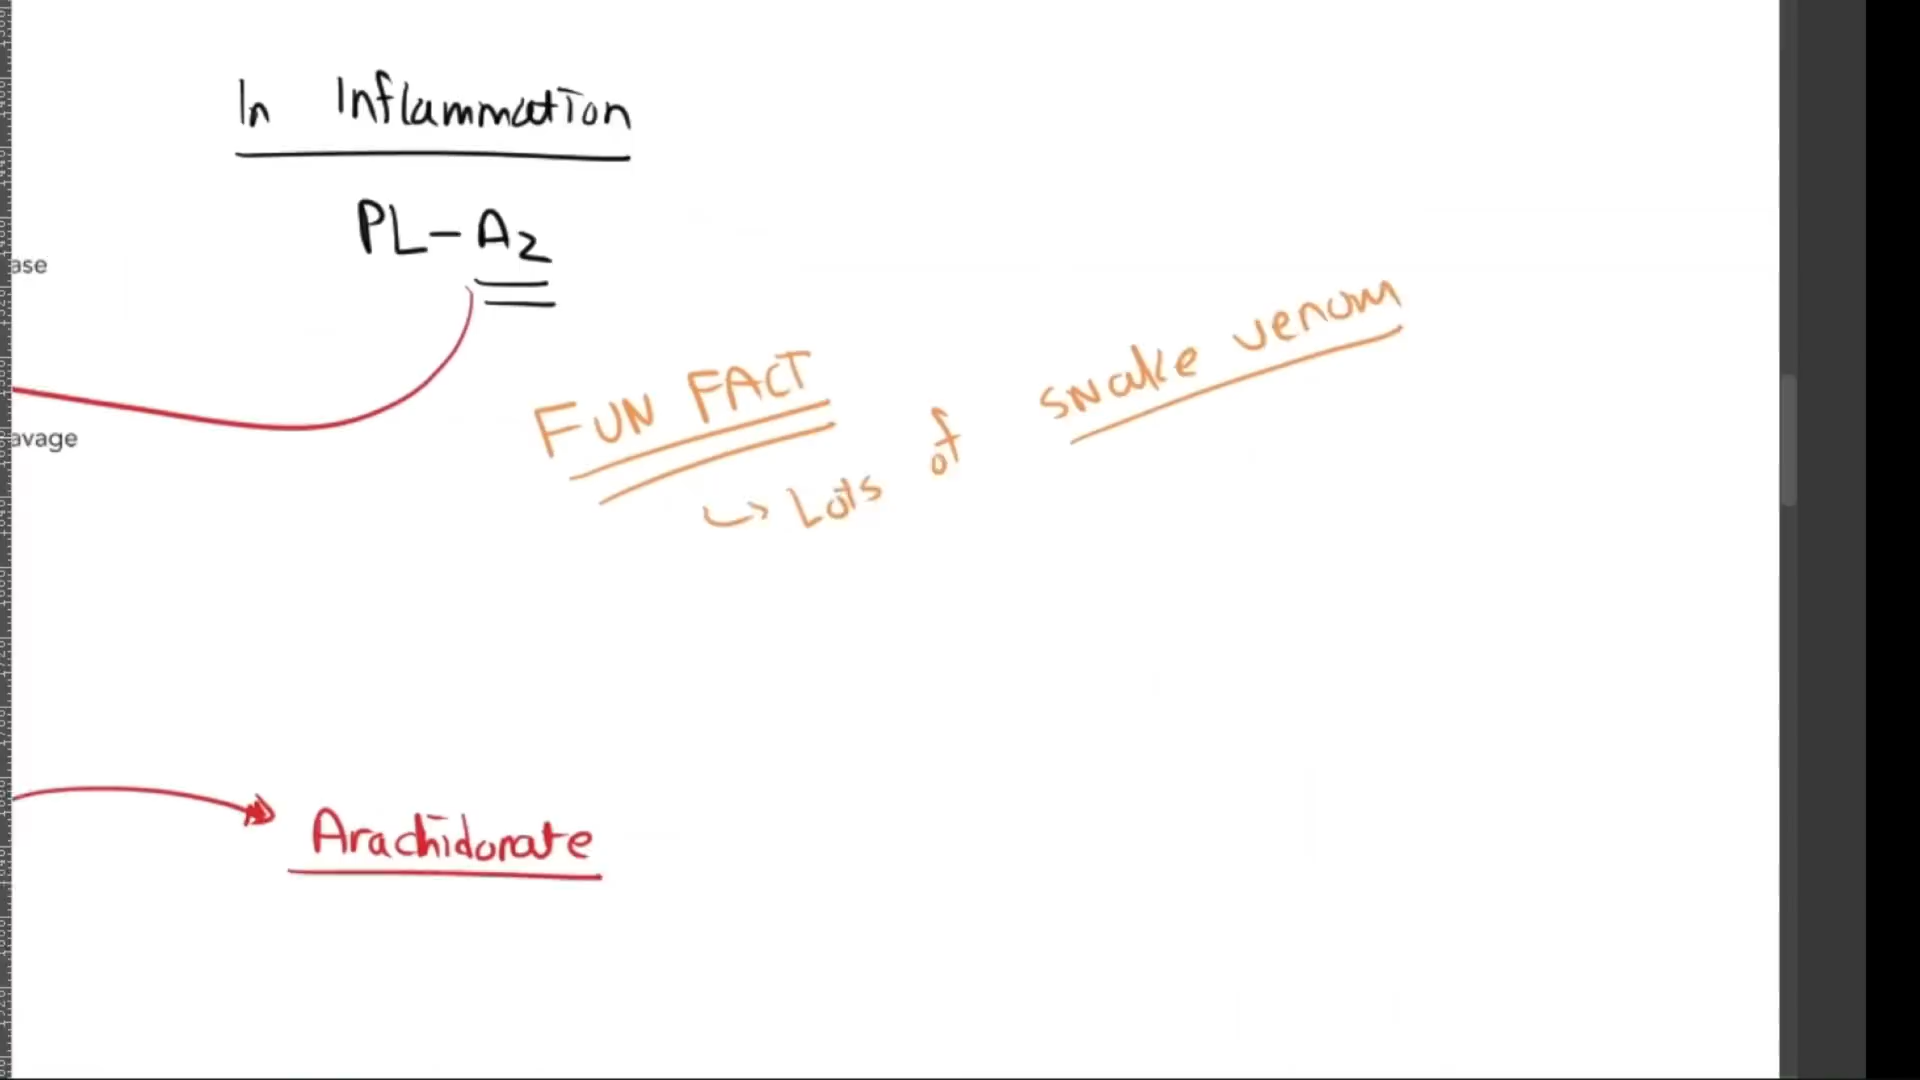 In Inflammation
PL-A2
ase
FUN FACT
↳ Lots of snake venom
avage
Arachidonate